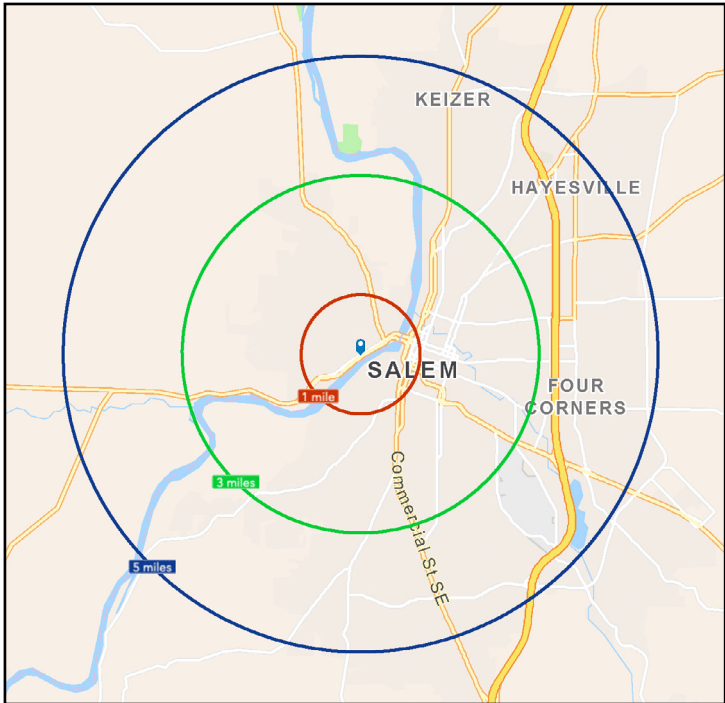 KEIZER
HAYESVILLE
SALEM
FOUR
CORNERS
1 mile
3 miles
Commercial St SE
5 miles